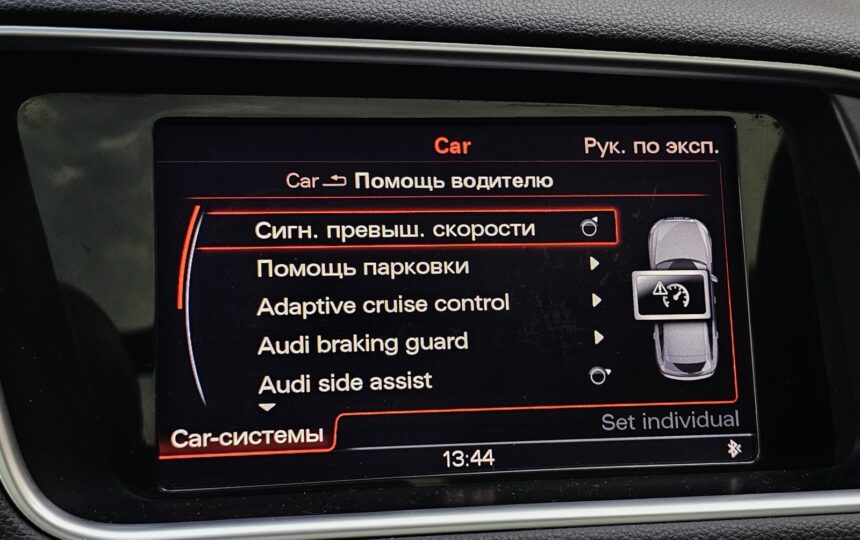 Car
Рук. по эксп.
Car Помощь водителю
Сигн. превыш. скорости
Помощь парковки
Adaptive cruise control
Audi braking guard
Audi side assist
Set individual
Car-системы
13:44